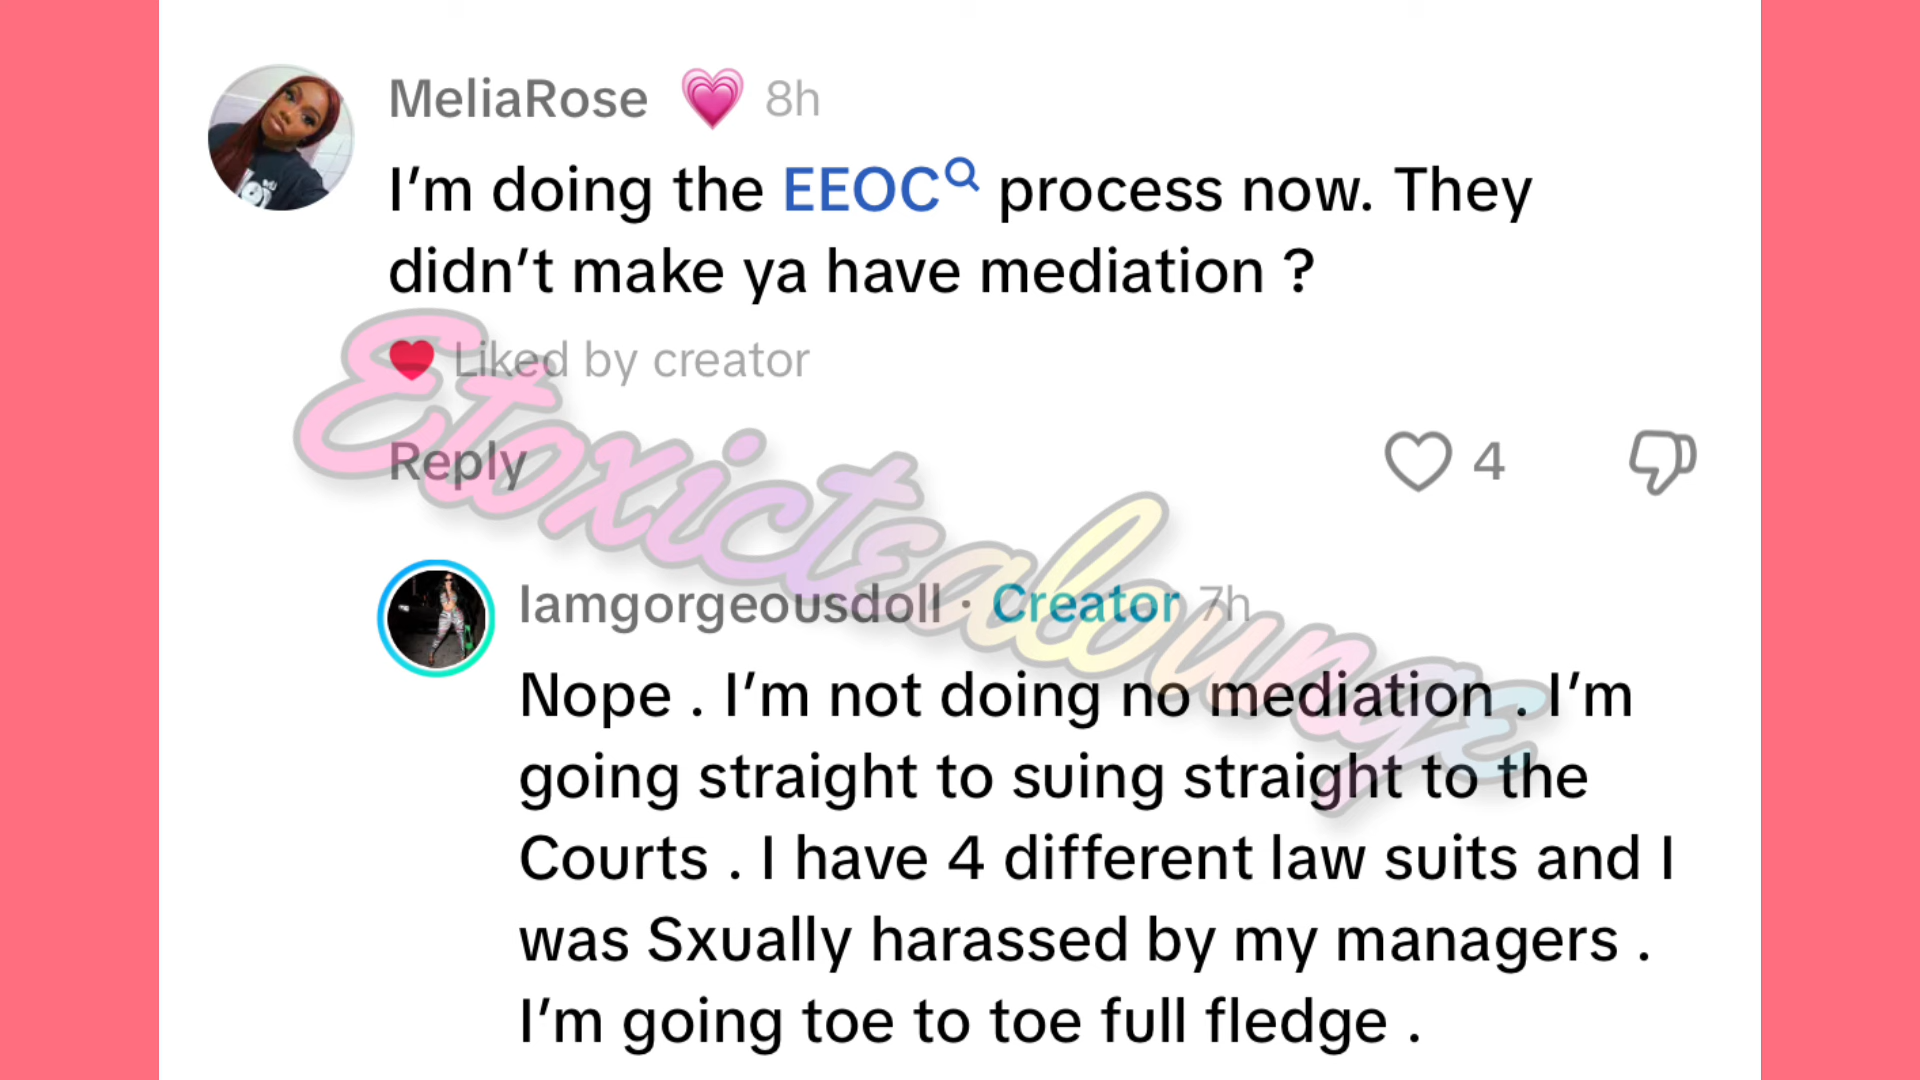 MeliaRose 💗 8h
I'm doing the EEOC process now. They
didn't make ya have mediation ?
Liked by creator
Reply
4
Etoxictealounge
Iamgorgeousdoll · Creator 7h
Nope . I'm not doing no mediation . I'm
going straight to suing straight to the
Courts . I have 4 different law suits and I
was Sxually harassed by my managers .
I'm going toe to toe full fledge .